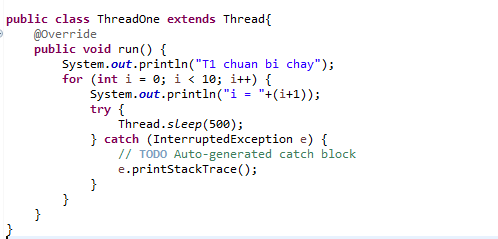 public class ThreadOne extends Thread{
    @Override
    public void run() {
        System.out.println("T1 chuan bi chay");
        for (int i = 0; i < 10; i++) {
            System.out.println("i = "+(i+1));
            try {
                Thread.sleep(500);
            } catch (InterruptedException e) {
                // TODO Auto-generated catch block
                e.printStackTrace();
            }
        }
    }
}